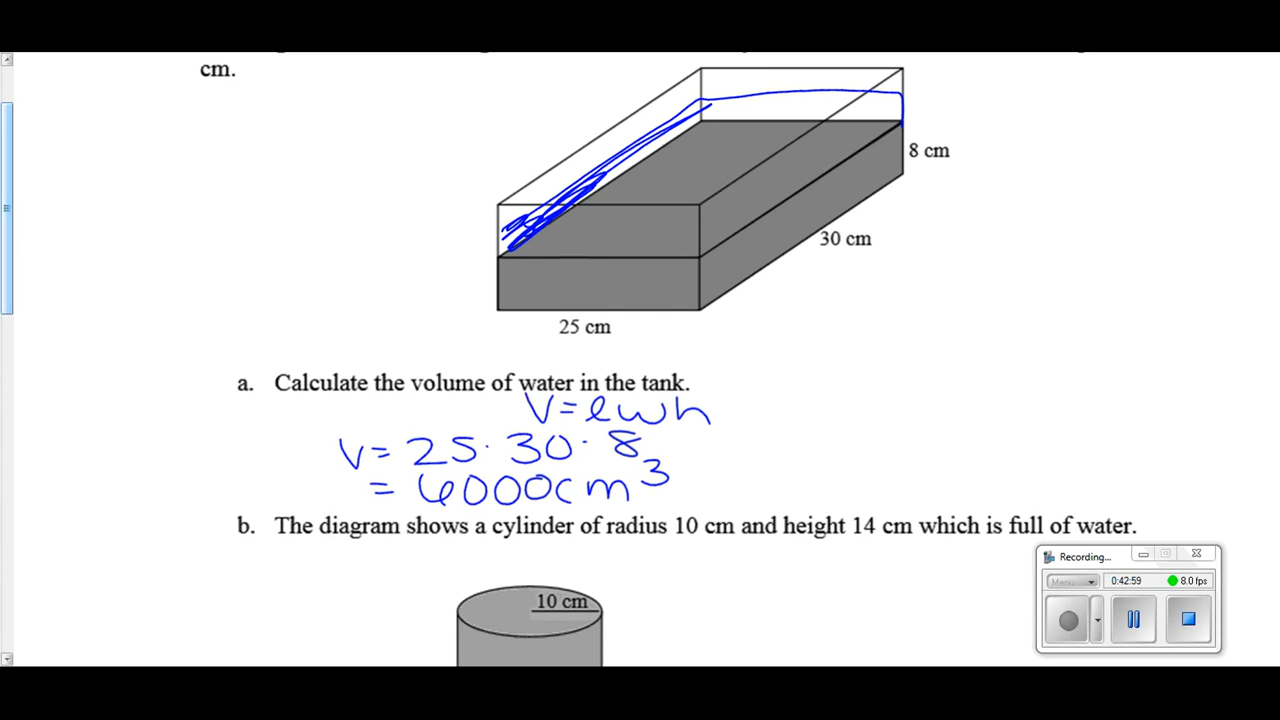 cm.
8 cm
30 cm
25 cm
a. Calculate the volume of water in the tank.
V = l w h
V = 25 · 30 · 8
= 6000cm³
b. The diagram shows a cylinder of radius 10 cm and height 14 cm which is full of water.
Recording...
Menu
0:42:59
8.0 fps
10 cm